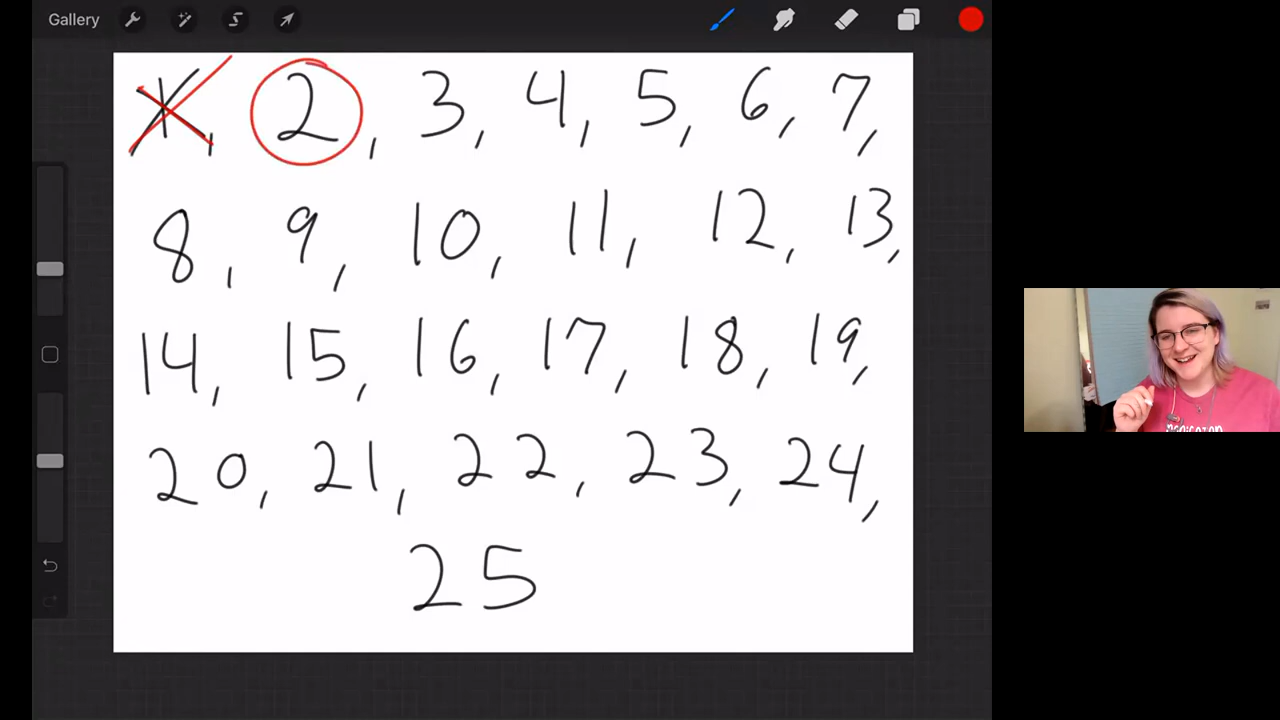 Gallery
1, 2, 3, 4, 5, 6, 7,
8, 9, 10, 11, 12, 13,
14, 15, 16, 17, 18, 19,
20, 21, 22, 23, 24,
25